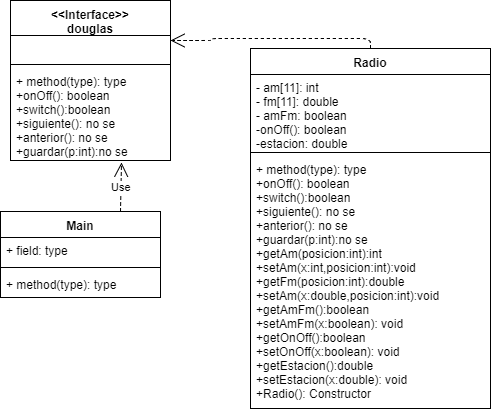 <<Interface>>
douglas
+ method(type): type
+onOff(): boolean
+switch():boolean
+siguiente(): no se
+anterior(): no se
+guardar(p:int):no se
Use
Main
+ field: type
+ method(type): type
Radio
- am[11]: int
- fm[11]: double
- amFm: boolean
-onOff(): boolean
-estacion: double
+ method(type): type
+onOff(): boolean
+switch():boolean
+siguiente(): no se
+anterior(): no se
+guardar(p:int):no se
+getAm(posicion:int):int
+setAm(x:int,posicion:int):void
+getFm(posicion:int):double
+setAm(x:double,posicion:int):void
+getAmFm():boolean
+setAmFm(x:boolean): void
+getOnOff():boolean
+setOnOff(x:boolean): void
+getEstacion():double
+setEstacion(x:double): void
+Radio(): Constructor